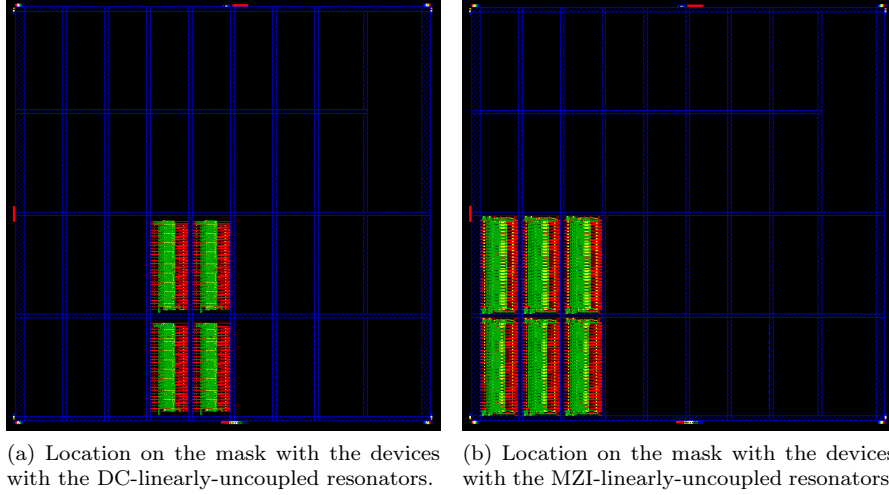 (a) Location on the mask with the devices
with the DC-linearly-uncoupled resonators.
(b) Location on the mask with the devices
with the MZI-linearly-uncoupled resonators